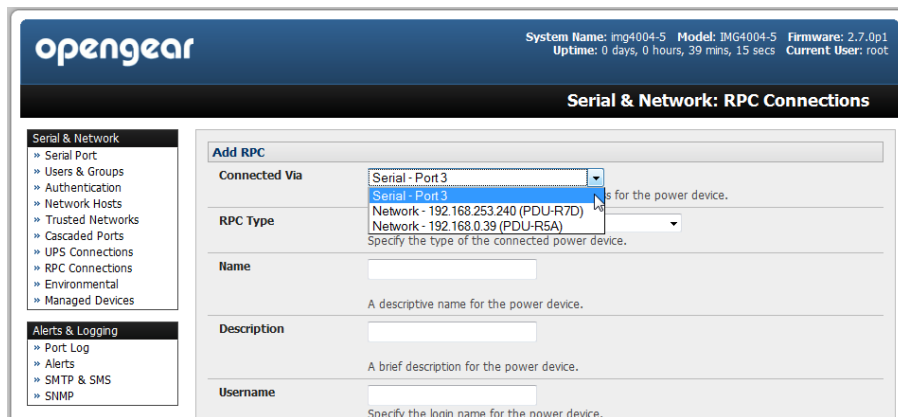 opengear
System Name: img4004-5 Model: IMG4004-5 Firmware: 2.7.0p1
Uptime: 0 days, 0 hours, 39 mins, 15 secs Current User: root
Serial & Network: RPC Connections
Serial & Network
» Serial Port
» Users & Groups
» Authentication
» Network Hosts
» Trusted Networks
» Cascaded Ports
» UPS Connections
» RPC Connections
» Environmental
» Managed Devices
Alerts & Logging
» Port Log
» Alerts
» SMTP & SMS
» SNMP
Add RPC
Connected Via
Serial - Port 3
Serial - Port 3
Network - 192.168.253.240 (PDU-R7D)
Network - 192.168.0.39 (PDU-R5A)
for the power device.
RPC Type
Specify the type of the connected power device.
Name
A descriptive name for the power device.
Description
A brief description for the power device.
Username
Specify the login name for the power device.